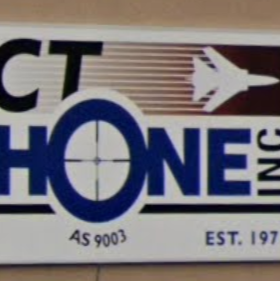 CT
HONE INC
AS 9003
EST. 197